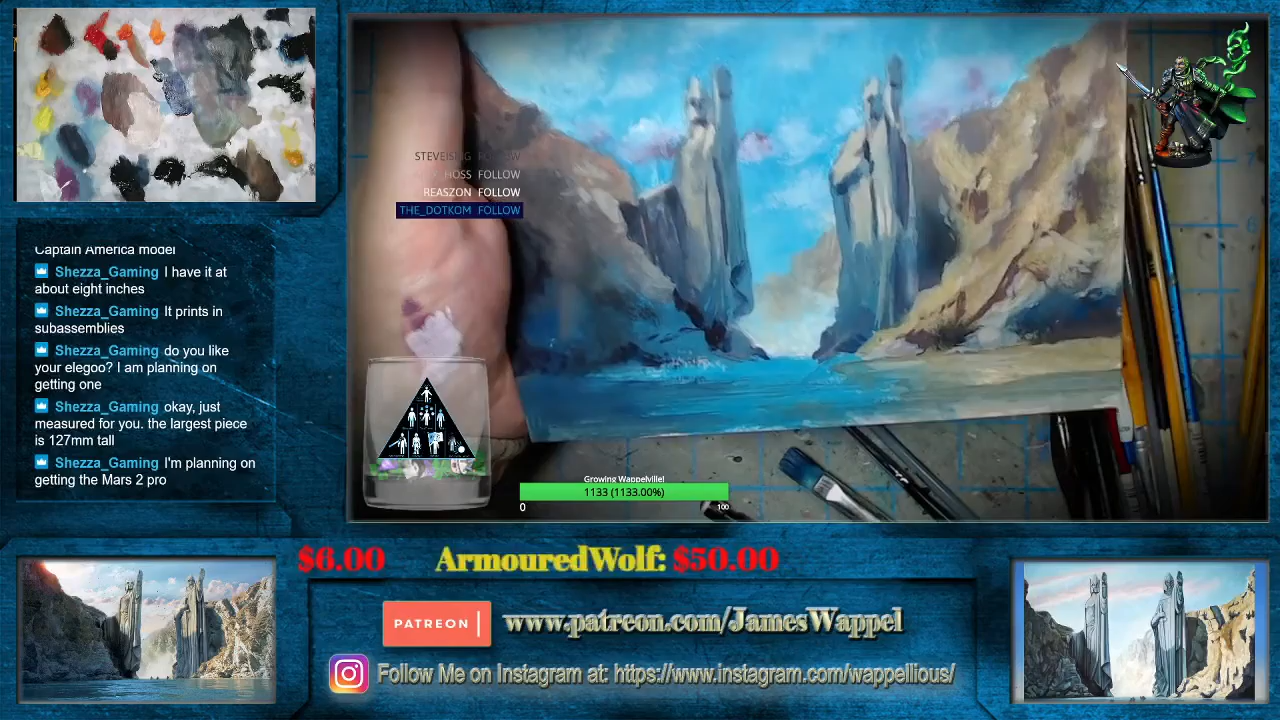 Captain America model
Shezza_Gaming I have it at
about eight inches
Shezza_Gaming It prints in
subassemblies
Shezza_Gaming do you like
your elegoo? I am planning on
getting one
Shezza_Gaming okay, just
measured for you. the largest piece
is 127mm tall
Shezza_Gaming I'm planning on
getting the Mars 2 pro
FOLLOW
HOSS FOLLOW
REASZON FOLLOW
THE_DOTKOM FOLLOW
Growing Wappelville!
1133 (1133.00%)
0
100
$6.00 ArmouredWolf: $50.00
PATREON
www.patreon.com/JamesWappel
Follow Me on Instagram at: https://www.instagram.com/wappellious/